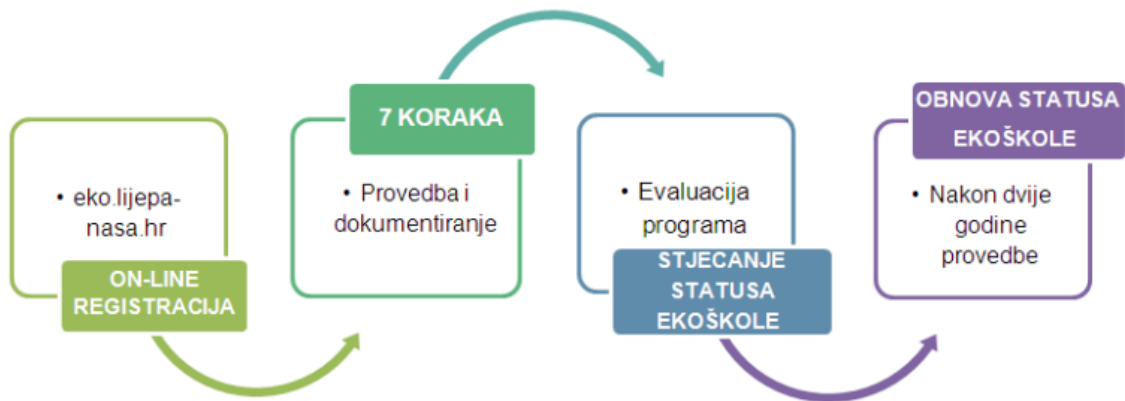 • eko.lijepa-
nasa.hr
ON-LINE
REGISTRACIJA
7 KORAKA
• Provedba i
dokumentiranje
• Evaluacija
programa
STJECANJE
STATUSA
EKOŠKOLE
OBNOVA STATUSA
EKOŠKOLE
• Nakon dvije
godine
provedbe